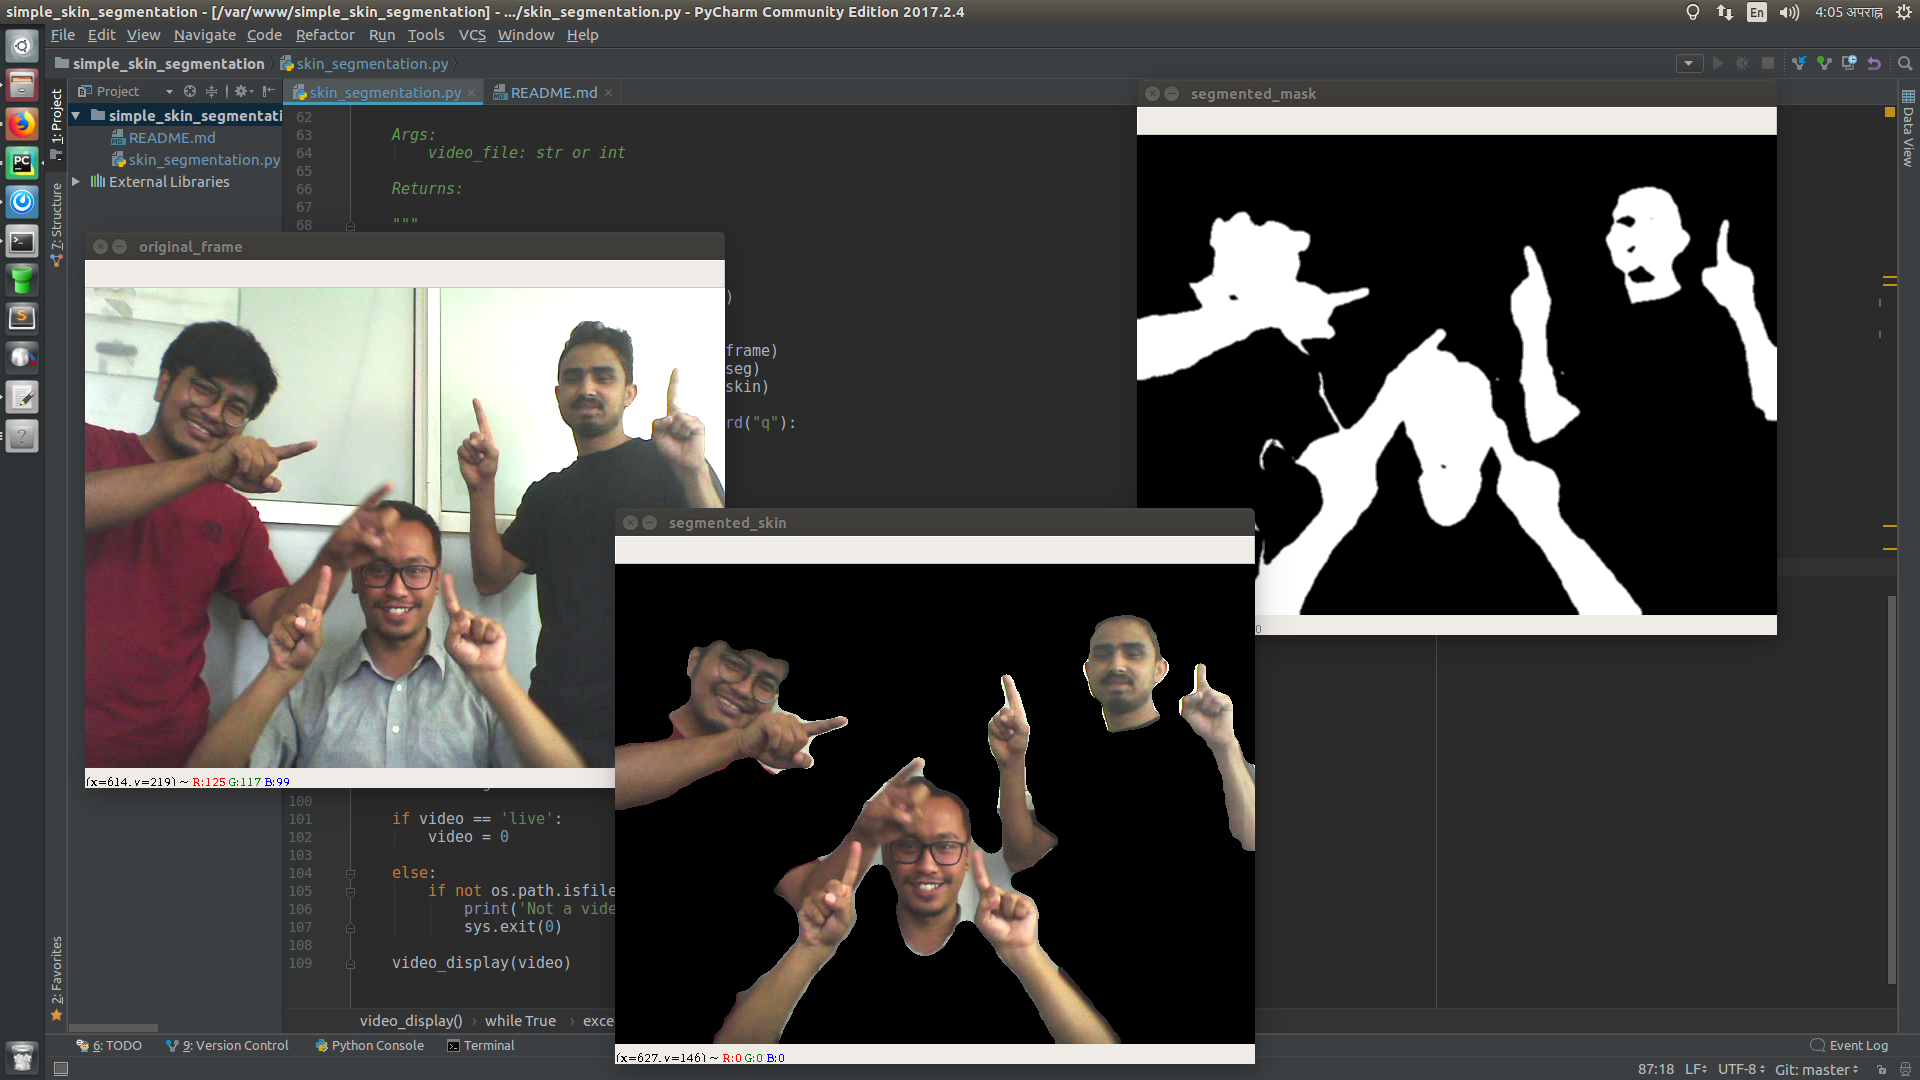 simple_skin_segmentation - [/var/www/simple_skin_segmentation] - .../skin_segmentation.py - PyCharm Community Edition 2017.2.4
En
4:05 अपराह्न
File Edit View Navigate Code Refactor Run Tools VCS Window Help
simple_skin_segmentation
skin_segmentation.py
Project
skin_segmentation.py
README.md
1: Project
7: Structure
2: Favorites
Data View
simple_skin_segmentati
README.md
skin_segmentation.py
External Libraries
62
63 Args:
64 video_file: str or int
65
66 Returns:
67
68 """
original_frame
)
frame)
seg)
skin)
rd("q"):
(x=614, y=219) ~ R:125 G:117 B:99
segmented_mask
segmented_skin
(x=627, y=146) ~ R:0 G:0 B:0
100
101 if video == 'live':
102 video = 0
103
104 else:
105 if not os.path.isfile
106 print('Not a vide
107 sys.exit(0)
108
109 video_display(video)
video_display() › while True › exce
6: TODO
9: Version Control
Python Console
Terminal
Event Log
87:18 LF UTF-8 Git: master